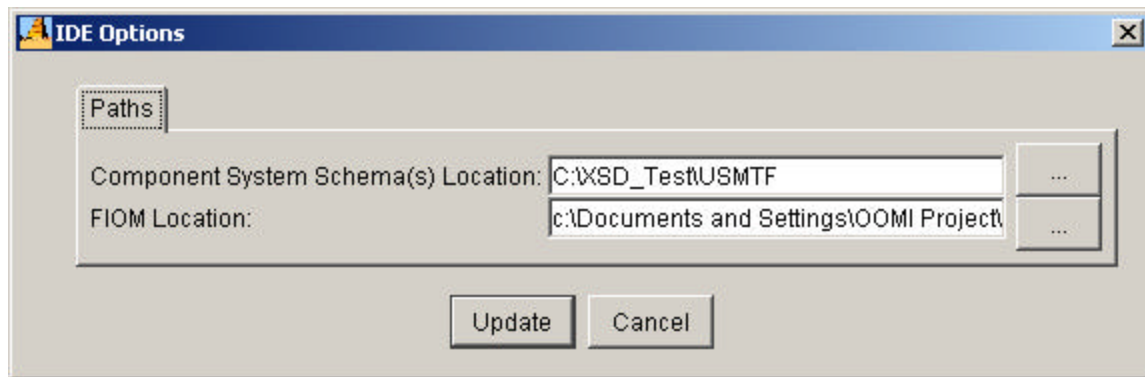 IDE Options
Paths
Component System Schema(s) Location: C:\XSD_Test\USMTF ...
FIOM Location: c:\Documents and Settings\OOMI Project\ ...
Update Cancel